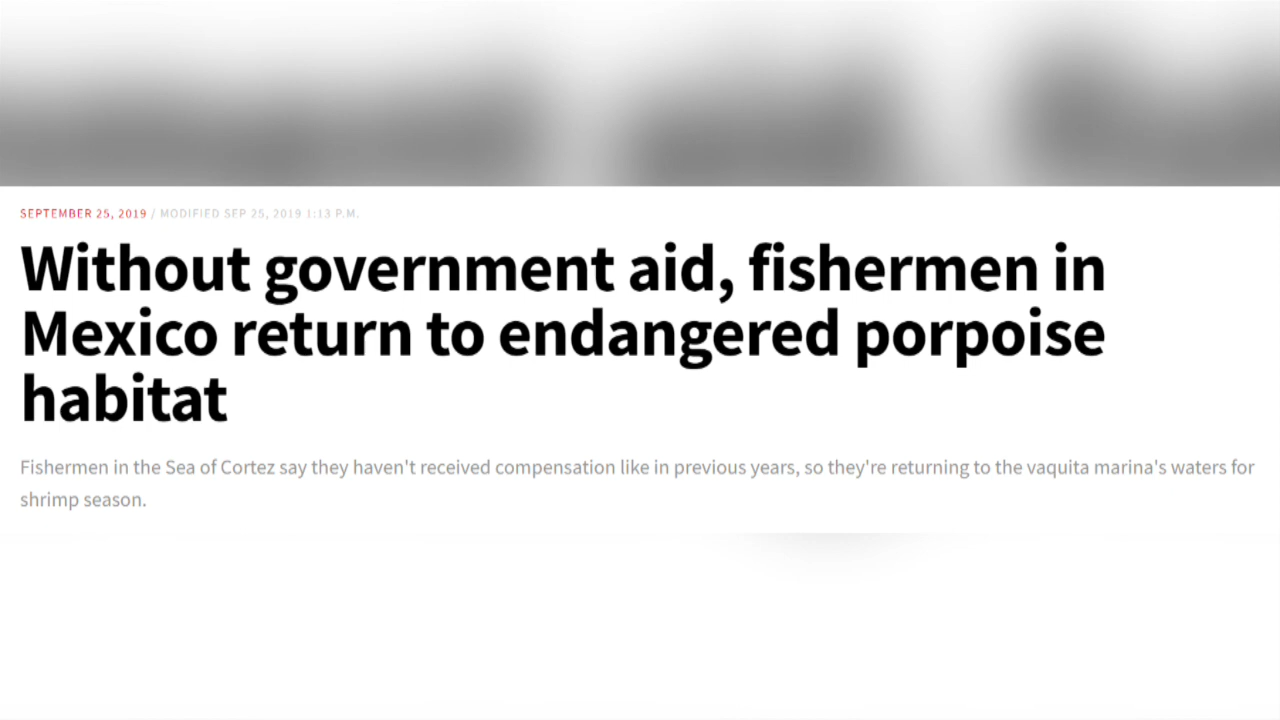 SEPTEMBER 25, 2019 / MODIFIED SEP 25, 2019 1:13 P.M.
Without government aid, fishermen in
Mexico return to endangered porpoise
habitat
Fishermen in the Sea of Cortez say they haven't received compensation like in previous years, so they're returning to the vaquita marina's waters for
shrimp season.